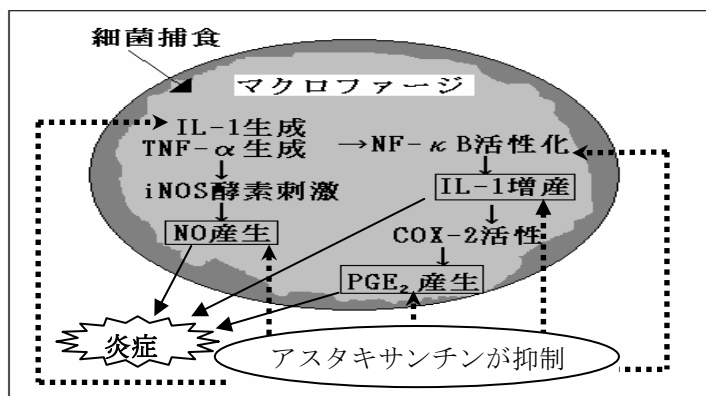 細菌捕食
マクロファージ
IL-1生成
TNF-α生成 →NF-κB活性化
↓ ↓
iNOS酵素刺激 IL-1増産
↓ ↓
NO産生 COX-2活性
↓
PGE₂産生
炎症
アスタキサンチンが抑制